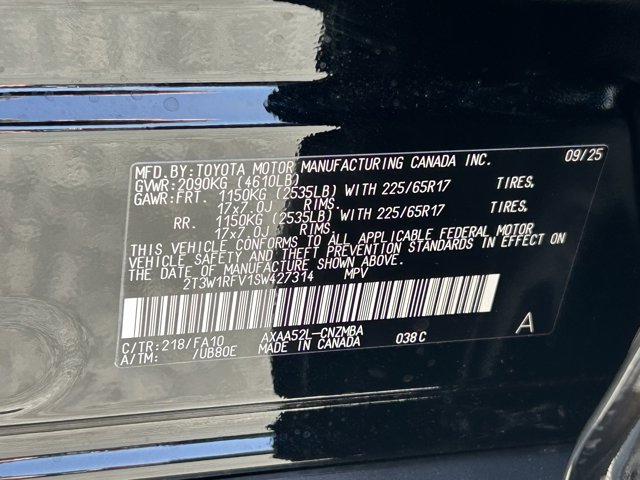 MFD. BY: TOYOTA MOTOR MANUFACTURING CANADA INC. 09/25
GVWR: 2090KG (4610LB)
GAWR: FRT. 1150KG (2535LB) WITH 225/65R17 TIRES,
17x7.0J RIMS.
RR. 1150KG (2535LB) WITH 225/65R17 TIRES,
17x7.0J RIMS.
THIS VEHICLE CONFORMS TO ALL APPLICABLE FEDERAL MOTOR
VEHICLE SAFETY AND THEFT PREVENTION STANDARDS IN EFFECT ON
THE DATE OF MANUFACTURE SHOWN ABOVE.
2T3W1RFV1SW427314 MPV
C/TR: 218/FA10 AXAA52L-CNZMBA 038C A
A/TM: /UB80E MADE IN CANADA